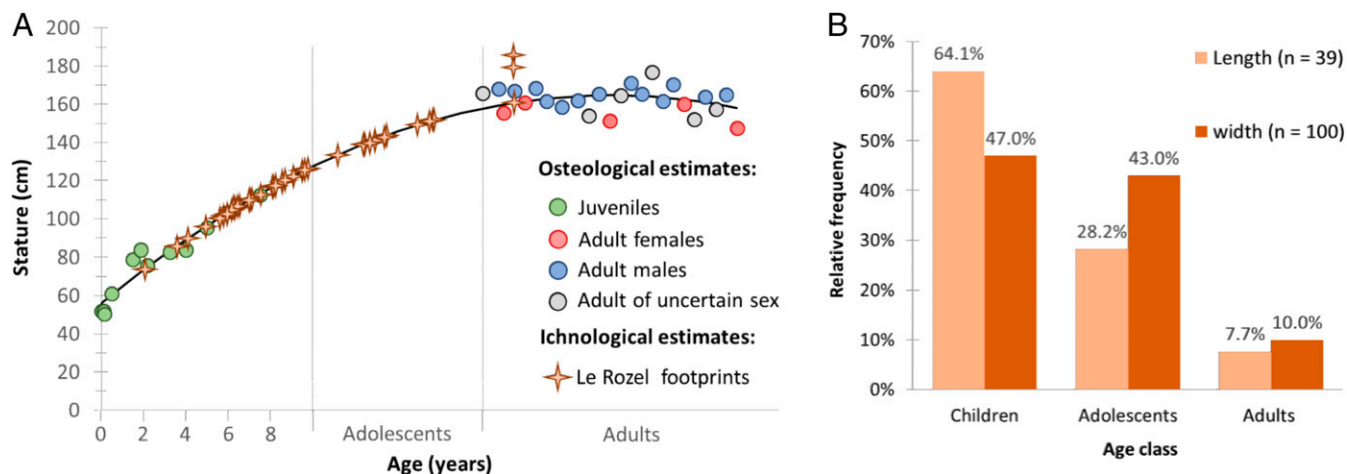 A
Stature (cm)
200
180
160
140
120
100
80
60
40
20
0
0 2 4 6 8
Adolescents
Adults
Age (years)
Osteological estimates:
Juveniles
Adult females
Adult males
Adult of uncertain sex
Ichnological estimates:
Le Rozel footprints
B
Relative frequency
70%
60%
50%
40%
30%
20%
10%
0%
64.1%
47.0%
28.2%
43.0%
7.7%
10.0%
Length (n = 39)
width (n = 100)
Children Adolescents Adults
Age class